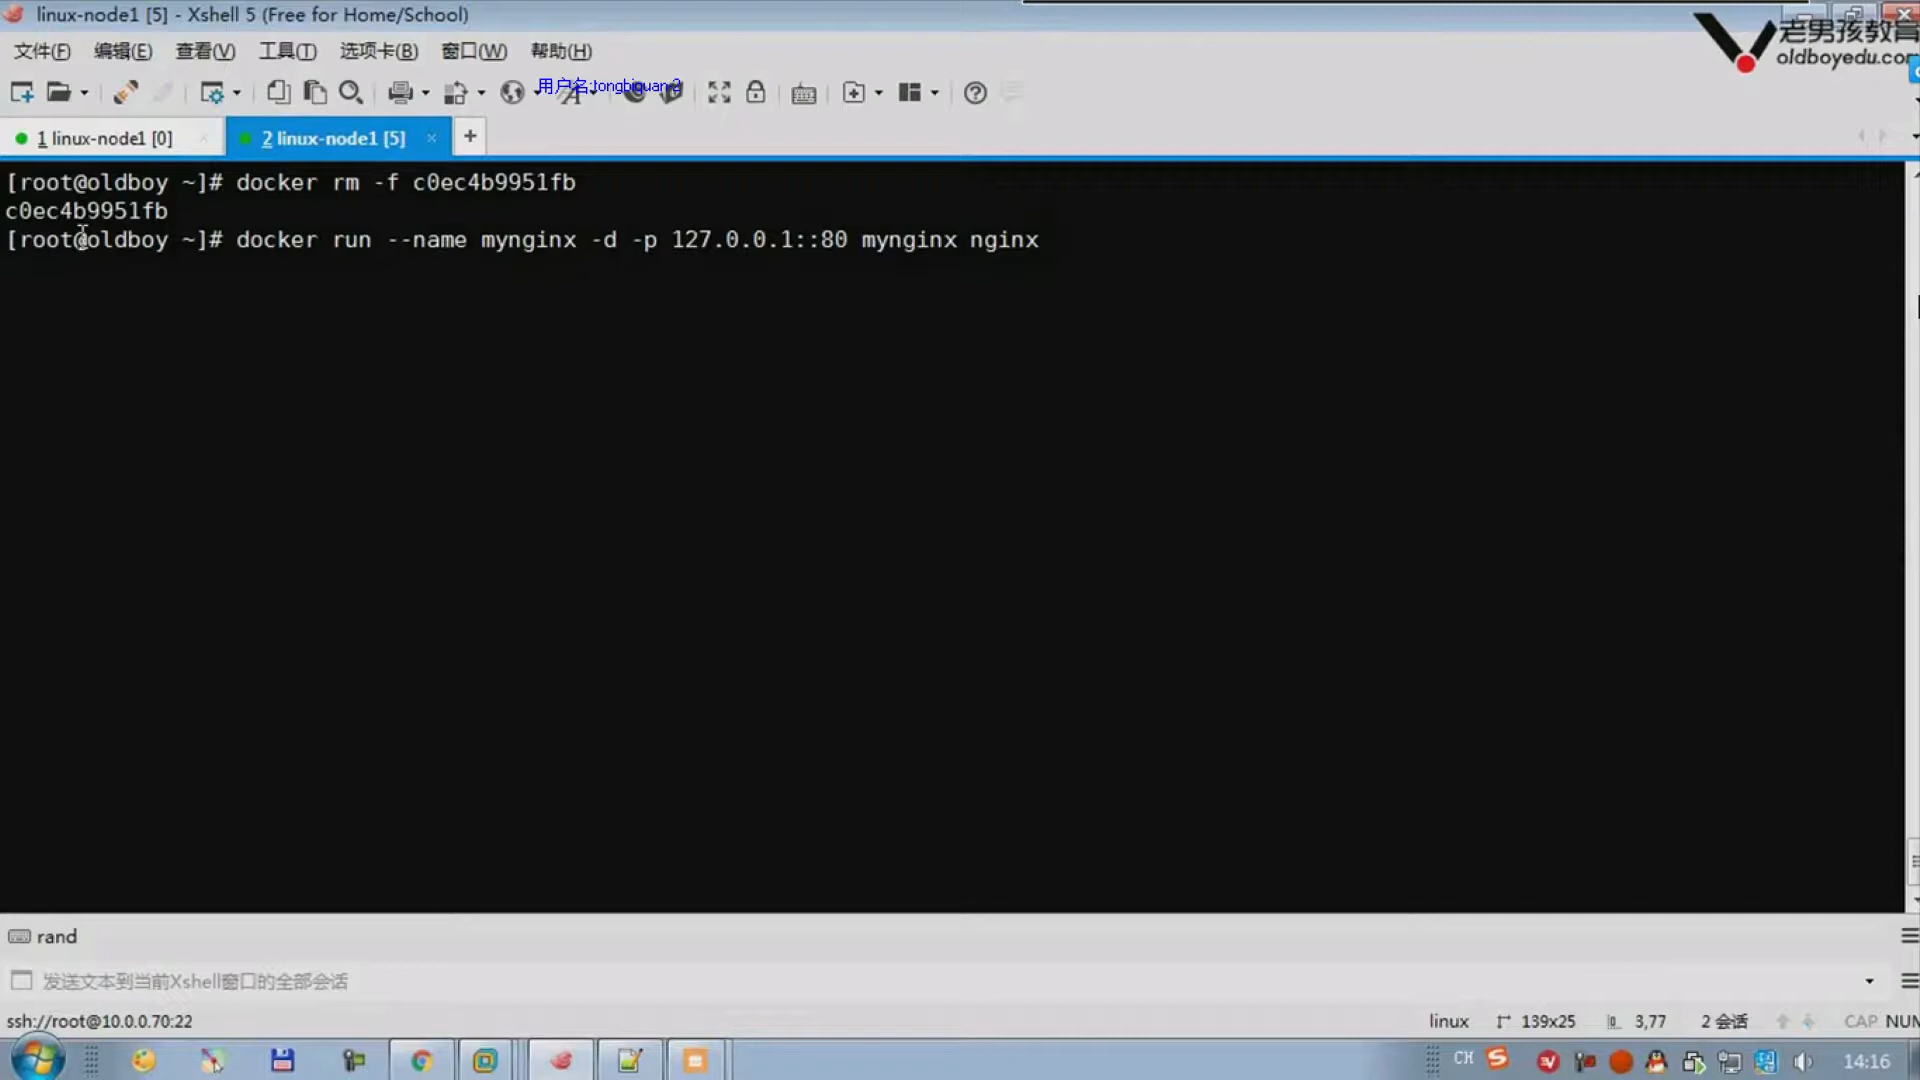 linux-node1 [5] - Xshell 5 (Free for Home/School)
老男孩教育
oldboyedu.com
文件(F) 编辑(E) 查看(V) 工具(T) 选项卡(B) 窗口(W) 帮助(H)
用户名:tongbiquan-2
1 linux-node1 [0]
2 linux-node1 [5]
[root@oldboy ~]# docker rm -f c0ec4b9951fb
c0ec4b9951fb
[root@oldboy ~]# docker run --name mynginx -d -p 127.0.0.1::80 mynginx nginx
rand
发送文本到当前Xshell窗口的全部会话
ssh://root@10.0.0.70:22
linux 139x25 3,77 2 会话 CAP NUM
CH 14:16